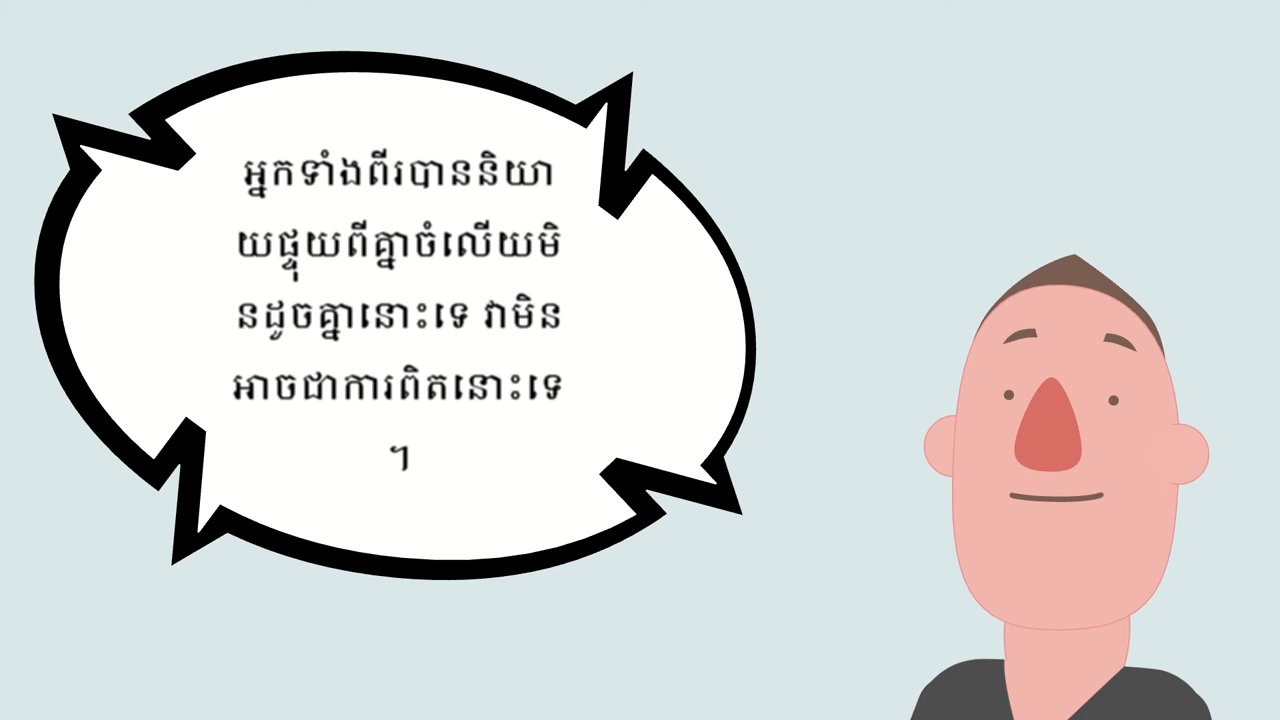 អ្នកទាំងពីរបាននិយា
យផ្ទុយពីគ្នាចំលើយមិ
នដូចគ្នានោះទេ វាមិន
អាចជាការពិតនោះទេ
ៗ